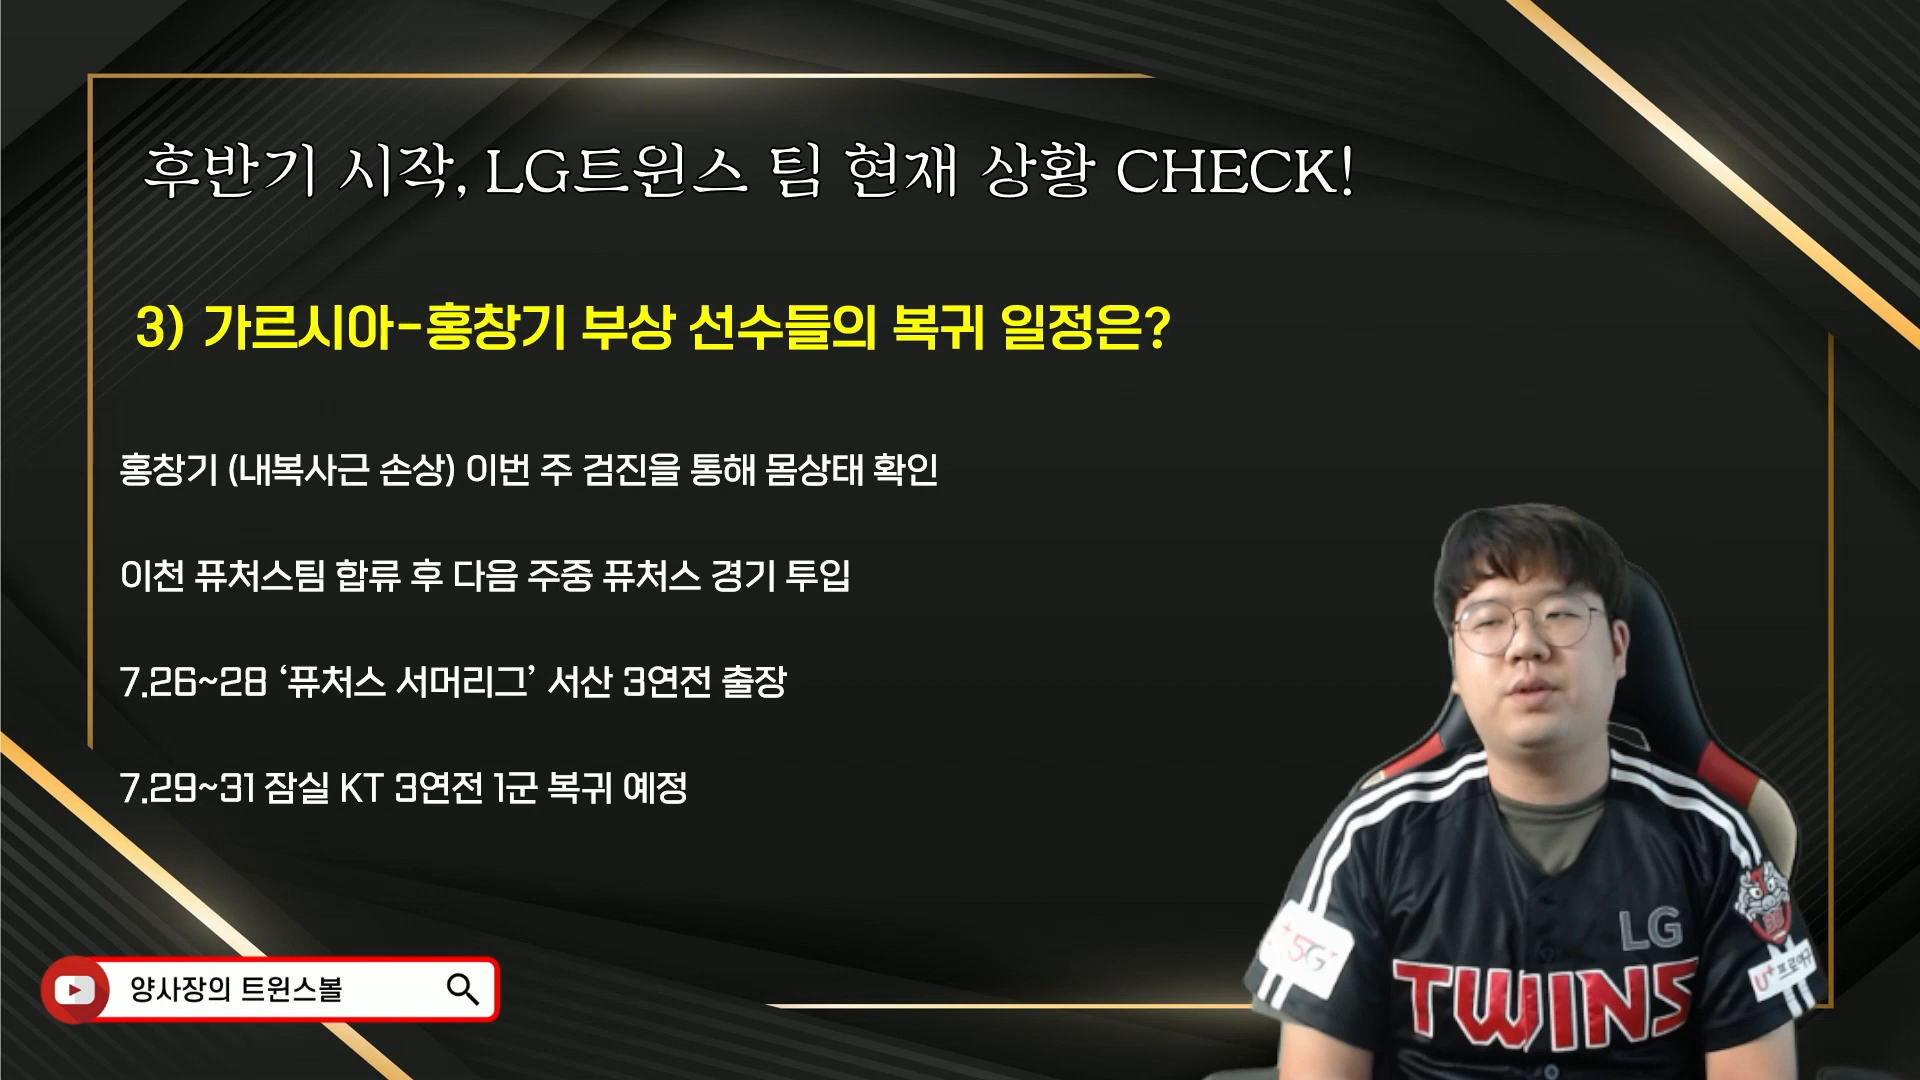 후반기 시작, LG트윈스 팀 현재 상황 CHECK!
3) 가르시아-홍창기 부상 선수들의 복귀 일정은?
홍창기 (내복사근 손상) 이번 주 검진을 통해 몸상태 확인
이천 퓨처스팀 합류 후 다음 주중 퓨처스 경기 투입
7.26~28 ‘퓨처스 서머리그’ 서산 3연전 출장
7.29~31 잠실 KT 3연전 1군 복귀 예정
양사장의 트윈스볼
5G
LG
TWINS
U+프로야구